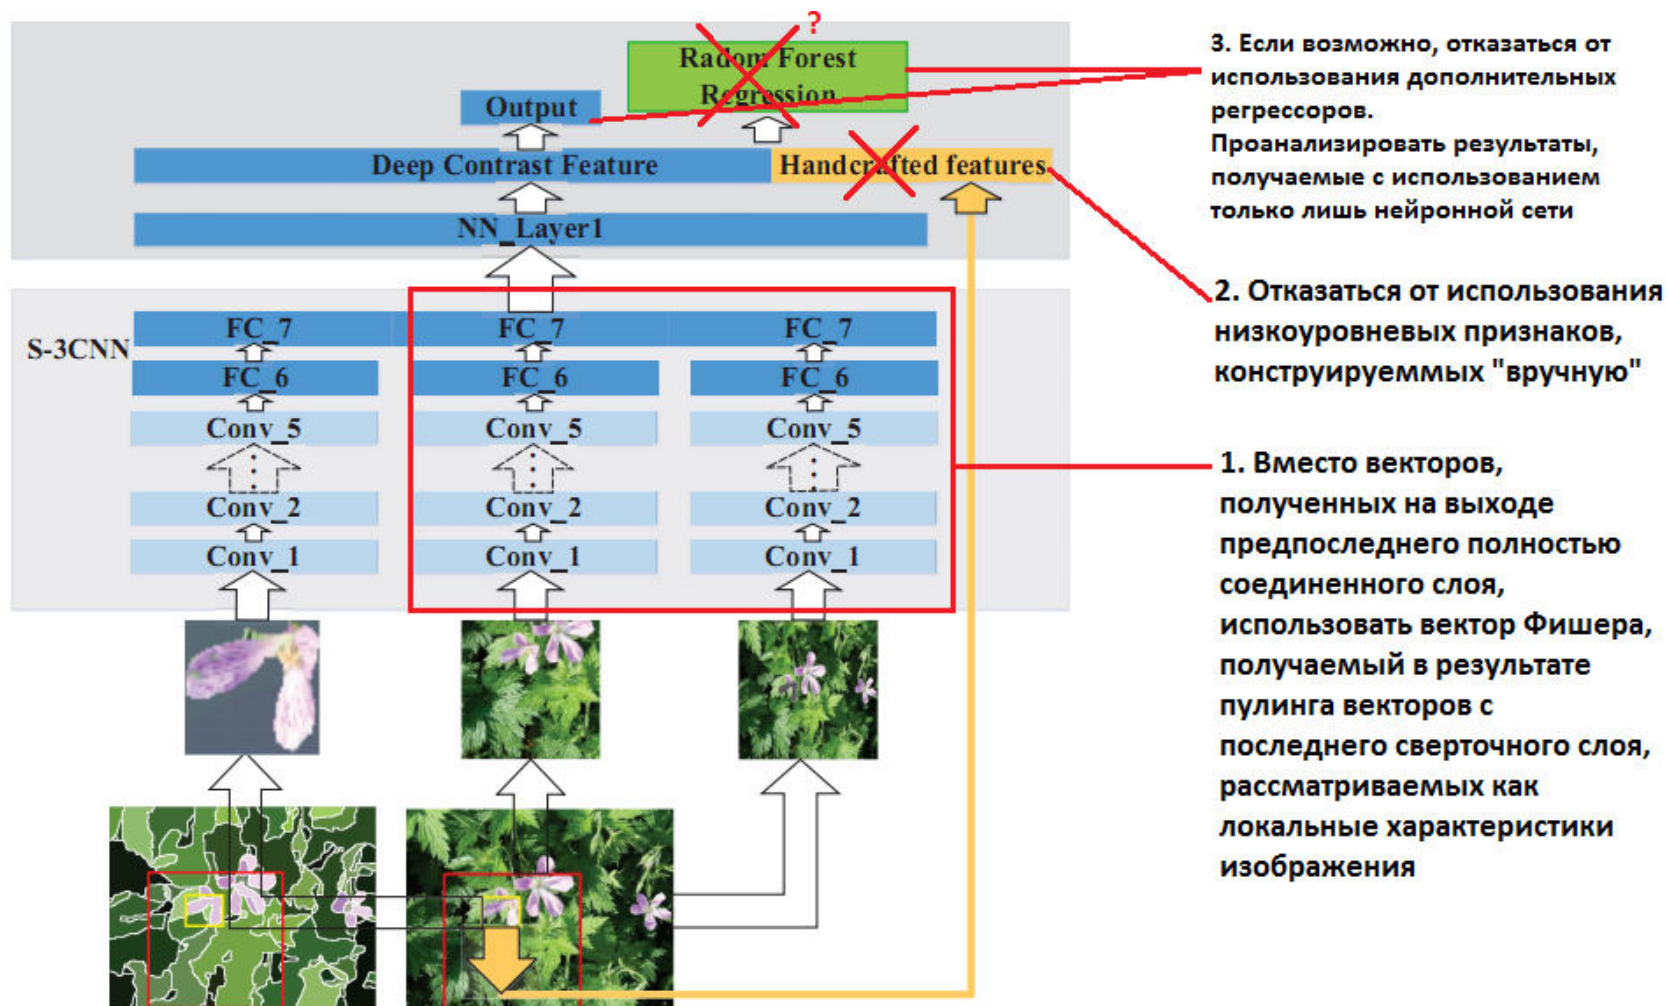 ?
Radom Forest
Regression
Output
Deep Contrast Feature
Handcrafted features
NN_Layer1
S-3CNN
FC_7 FC_7 FC_7
FC_6 FC_6 FC_6
Conv_5 Conv_5 Conv_5
Conv_2 Conv_2 Conv_2
Conv_1 Conv_1 Conv_1
3. Если возможно, отказаться от
использования дополнительных
регрессоров.
Проанализировать результаты,
получаемые с использованием
только лишь нейронной сети
2. Отказаться от использования
низкоуровневых признаков,
конструируеммых "вручную"
1. Вместо векторов,
полученных на выходе
предпоследнего полностью
соединенного слоя,
использовать вектор Фишера,
получаемый в результате
пулинга векторов с
последнего сверточного слоя,
рассматриваемых как
локальные характеристики
изображения